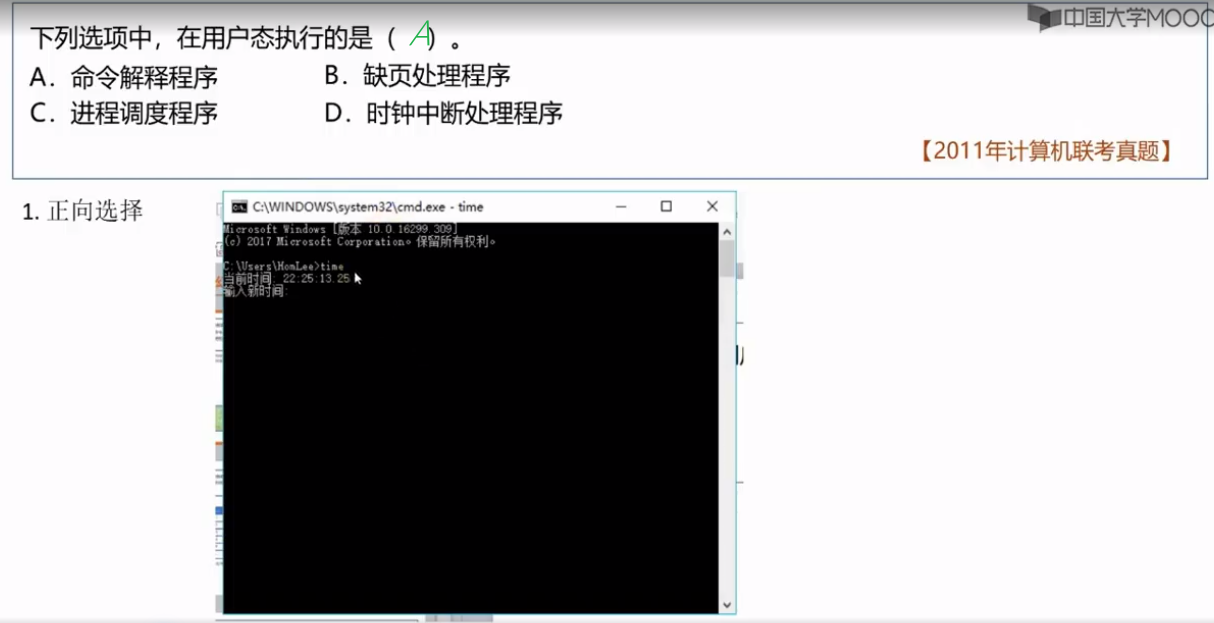 中国大学MOOC
下列选项中，在用户态执行的是（ A ）。
A．命令解释程序 B．缺页处理程序
C．进程调度程序 D．时钟中断处理程序
【2011年计算机联考真题】
1. 正向选择
C:\WINDOWS\system32\cmd.exe - time
Microsoft Windows [版本 10.0.16299.309]
(c) 2017 Microsoft Corporation。保留所有权利。
C:\Users\HomLee>time
当前时间: 22:25:13.25
输入新时间: